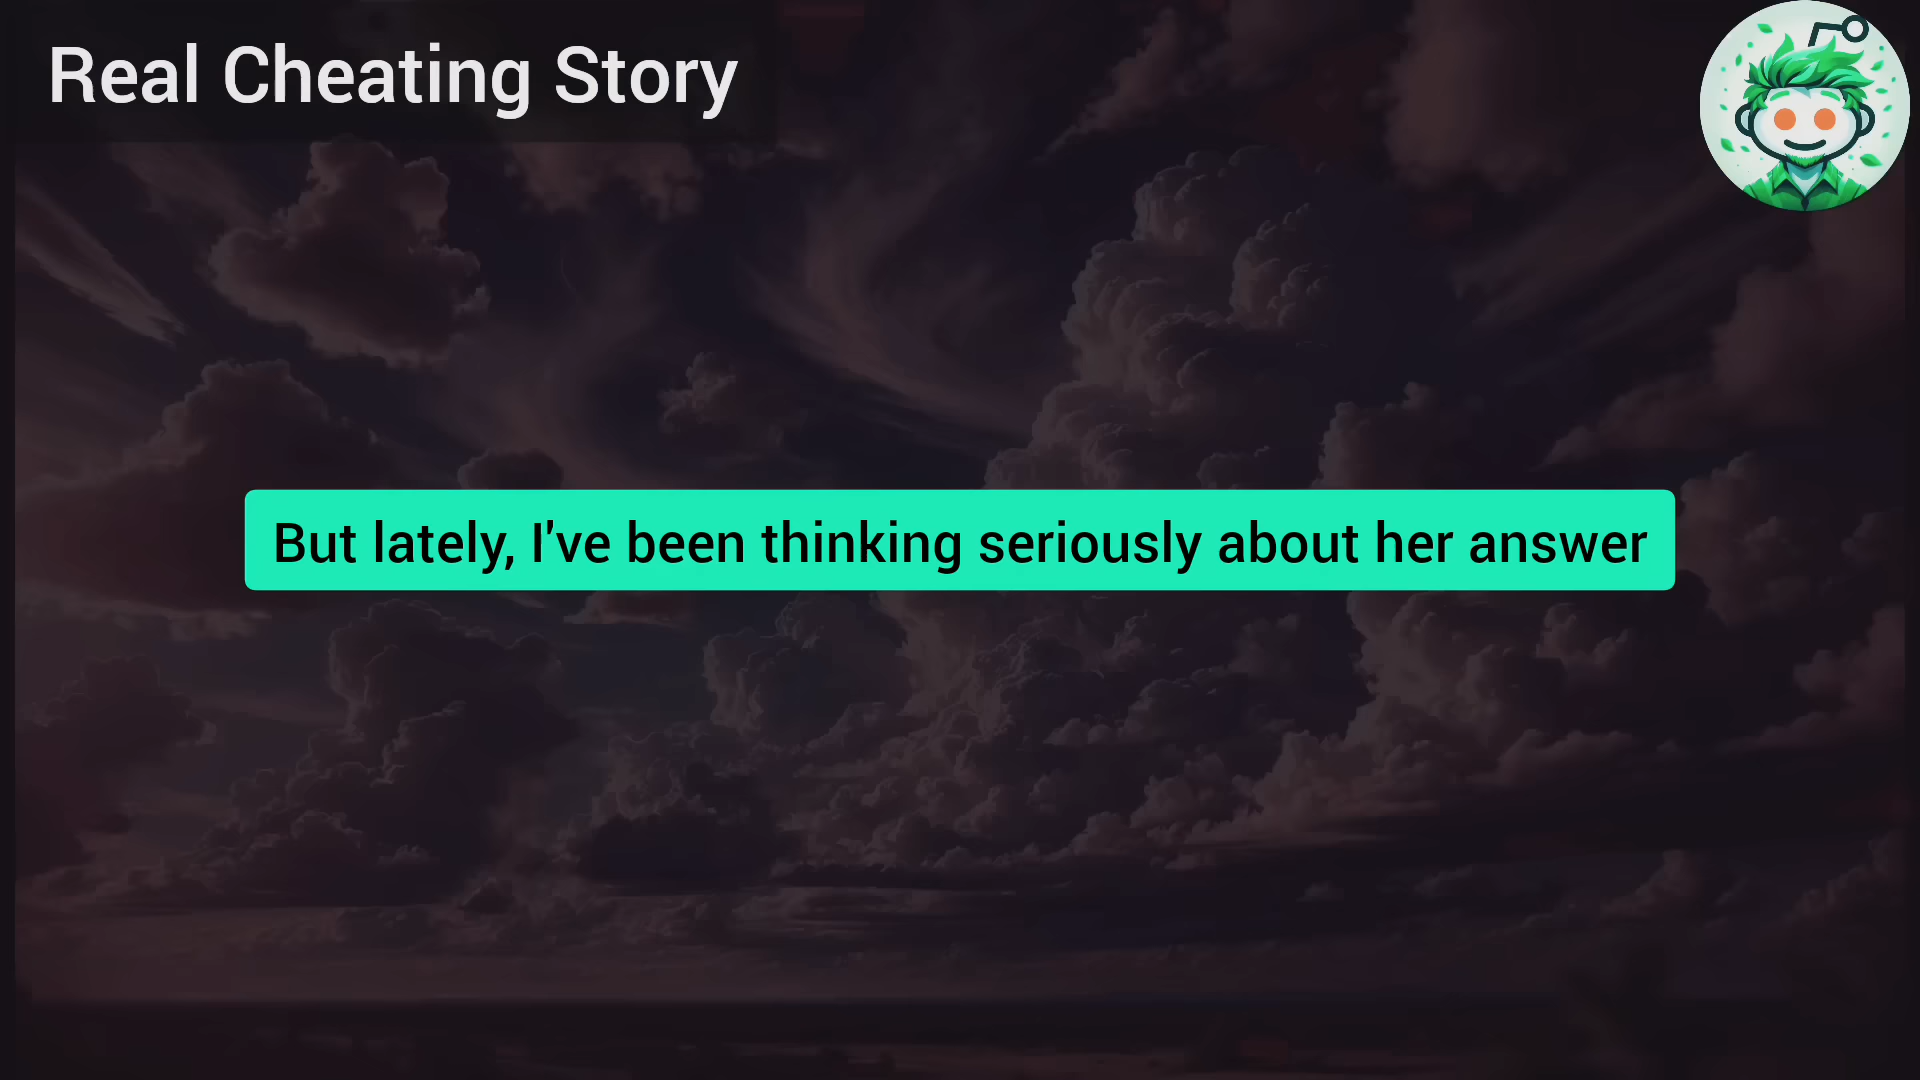 Real Cheating Story
But lately, I've been thinking seriously about her answer